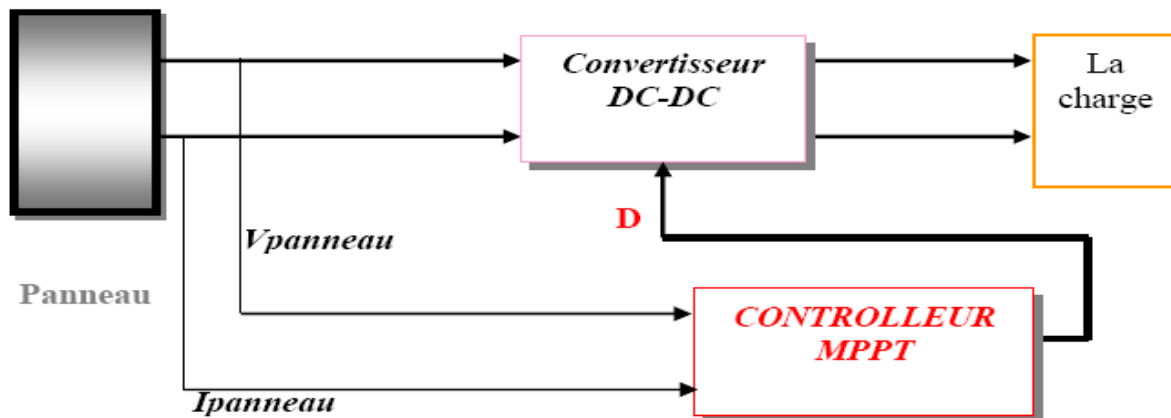 Convertisseur
DC-DC
La
charge
D
Vpanneau
Panneau
CONTROLLEUR
MPPT
Ipanneau